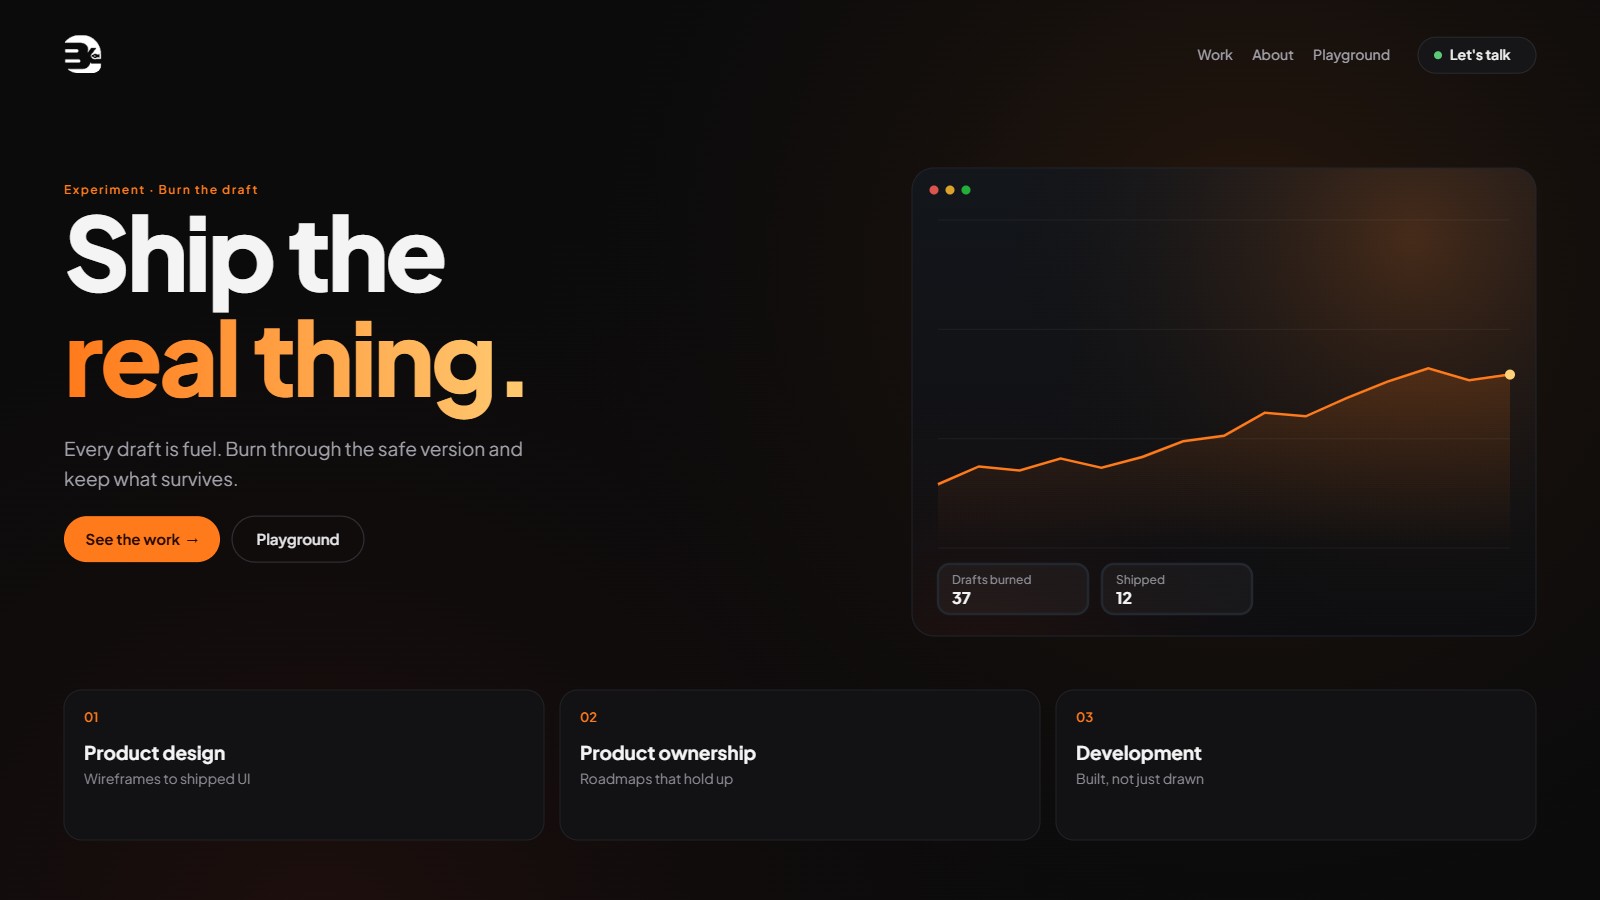 Work About Playground Let's talk
Experiment · Burn the draft
Ship the
real thing.
Every draft is fuel. Burn through the safe version and
keep what survives.
See the work → Playground
Drafts burned Shipped
37 12
01
Product design
Wireframes to shipped UI
02
Product ownership
Roadmaps that hold up
03
Development
Built, not just drawn